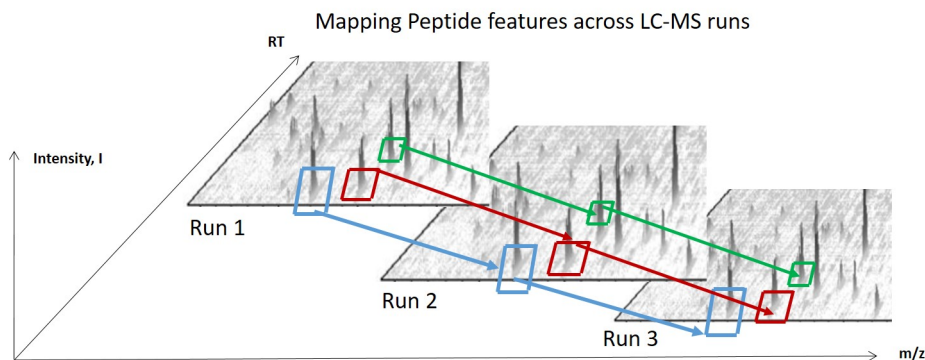 Mapping Peptide features across LC-MS runs
RT
Intensity, I
Run 1
Run 2
Run 3
m/z